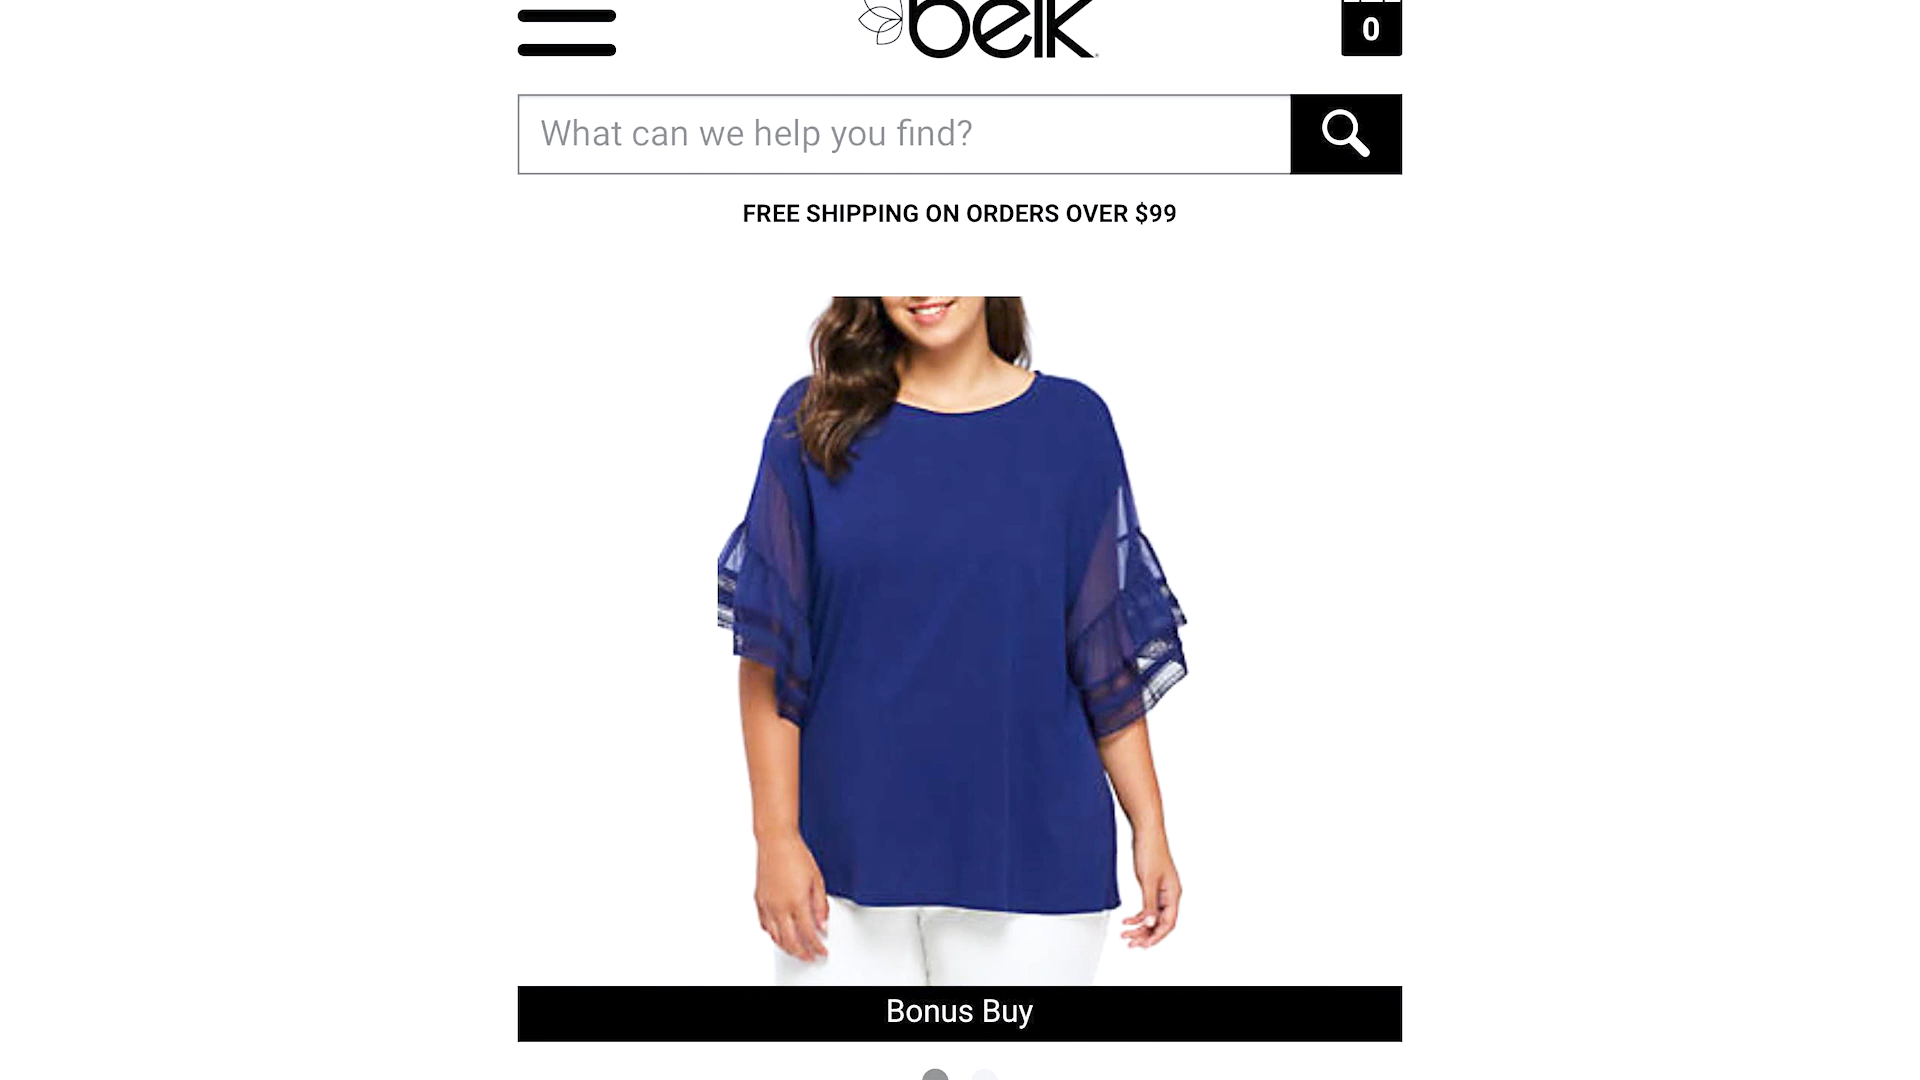 belk
0
What can we help you find?
FREE SHIPPING ON ORDERS OVER $99
Bonus Buy